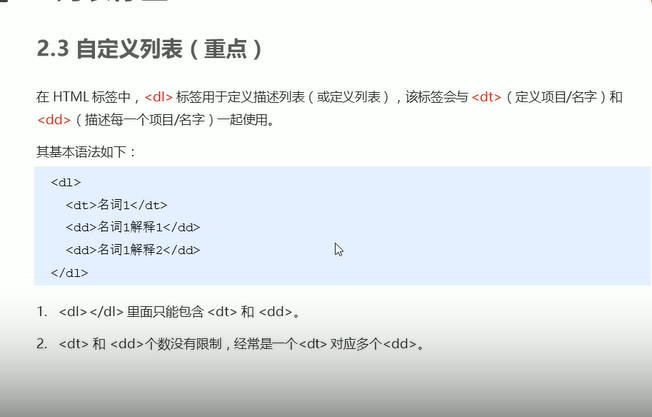 2.3 自定义列表（重点）
在 HTML 标签中，<dl> 标签用于定义描述列表（或定义列表），该标签会与 <dt>（定义项目/名字）和
<dd>（描述每一个项目/名字）一起使用。
其基本语法如下：
<dl>
<dt>名词1</dt>
<dd>名词1解释1</dd>
<dd>名词1解释2</dd>
</dl>
1. <dl></dl> 里面只能包含 <dt> 和 <dd>。
2. <dt> 和 <dd>个数没有限制，经常是一个<dt> 对应多个<dd>。